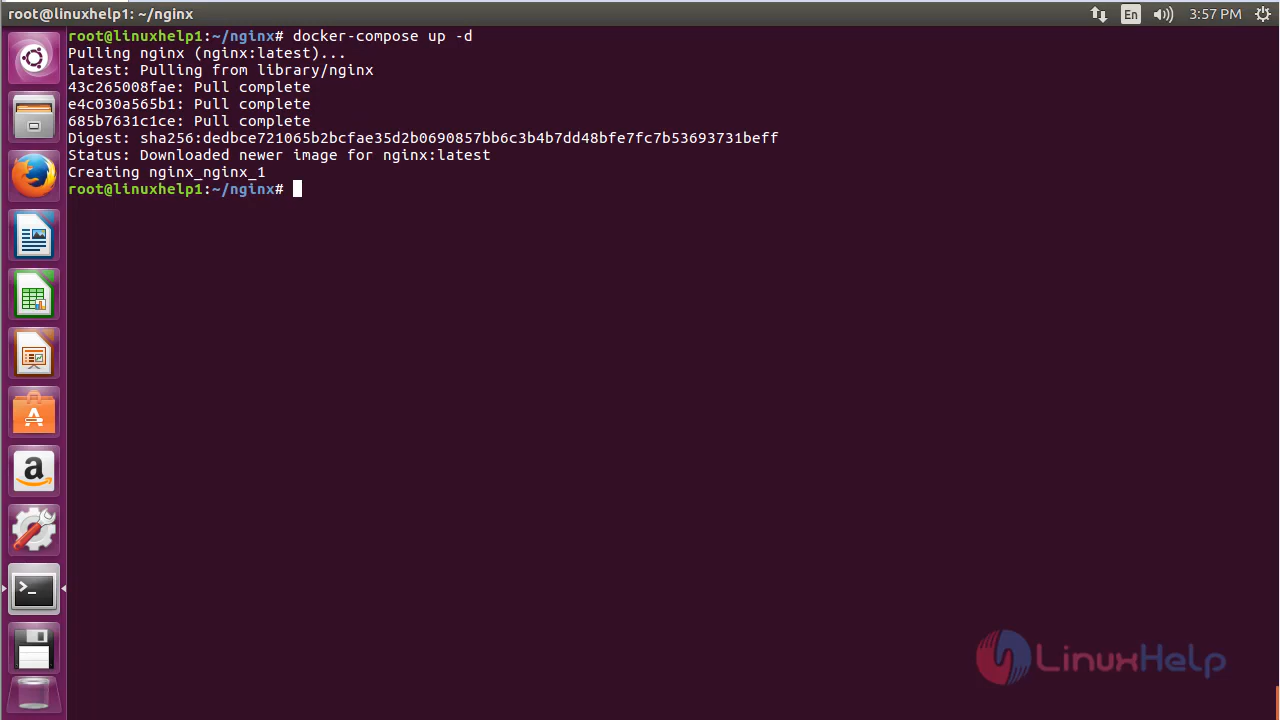 root@linuxhelp1: ~/nginx
En
3:57 PM
root@linuxhelp1:~/nginx# docker-compose up -d
Pulling nginx (nginx:latest)...
latest: Pulling from library/nginx
43c265008fae: Pull complete
e4c030a565b1: Pull complete
685b7631c1ce: Pull complete
Digest: sha256:dedbce721065b2bcfae35d2b0690857bb6c3b4b7dd48bfe7fc7b53693731beff
Status: Downloaded newer image for nginx:latest
Creating nginx_nginx_1
root@linuxhelp1:~/nginx#
LinuxHelp